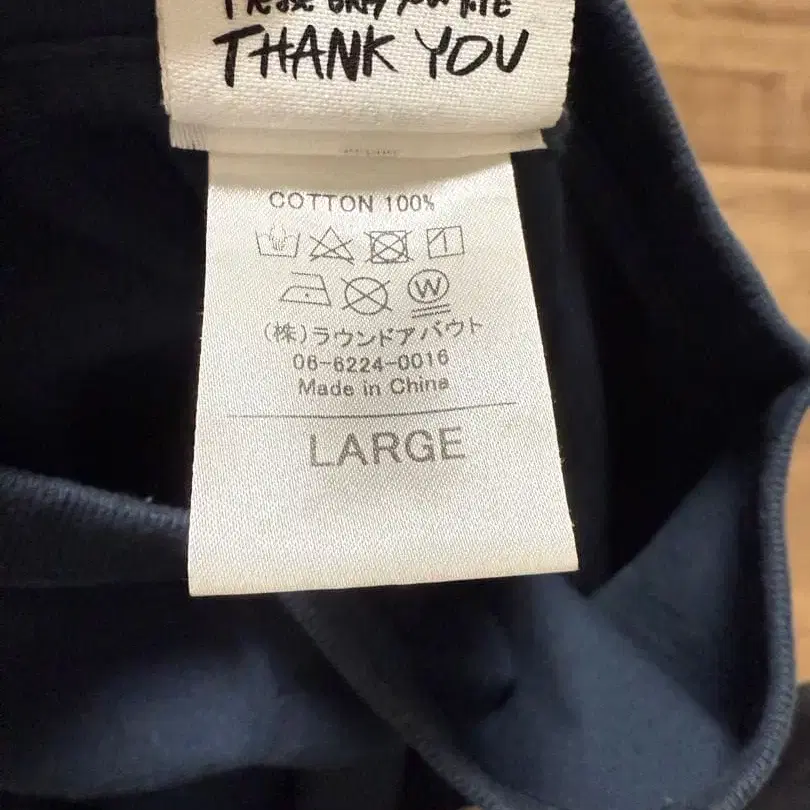 THANK YOU
COTTON 100%
W
(株)ラウンドアバウト
06-6224-0016
Made in China
LARGE